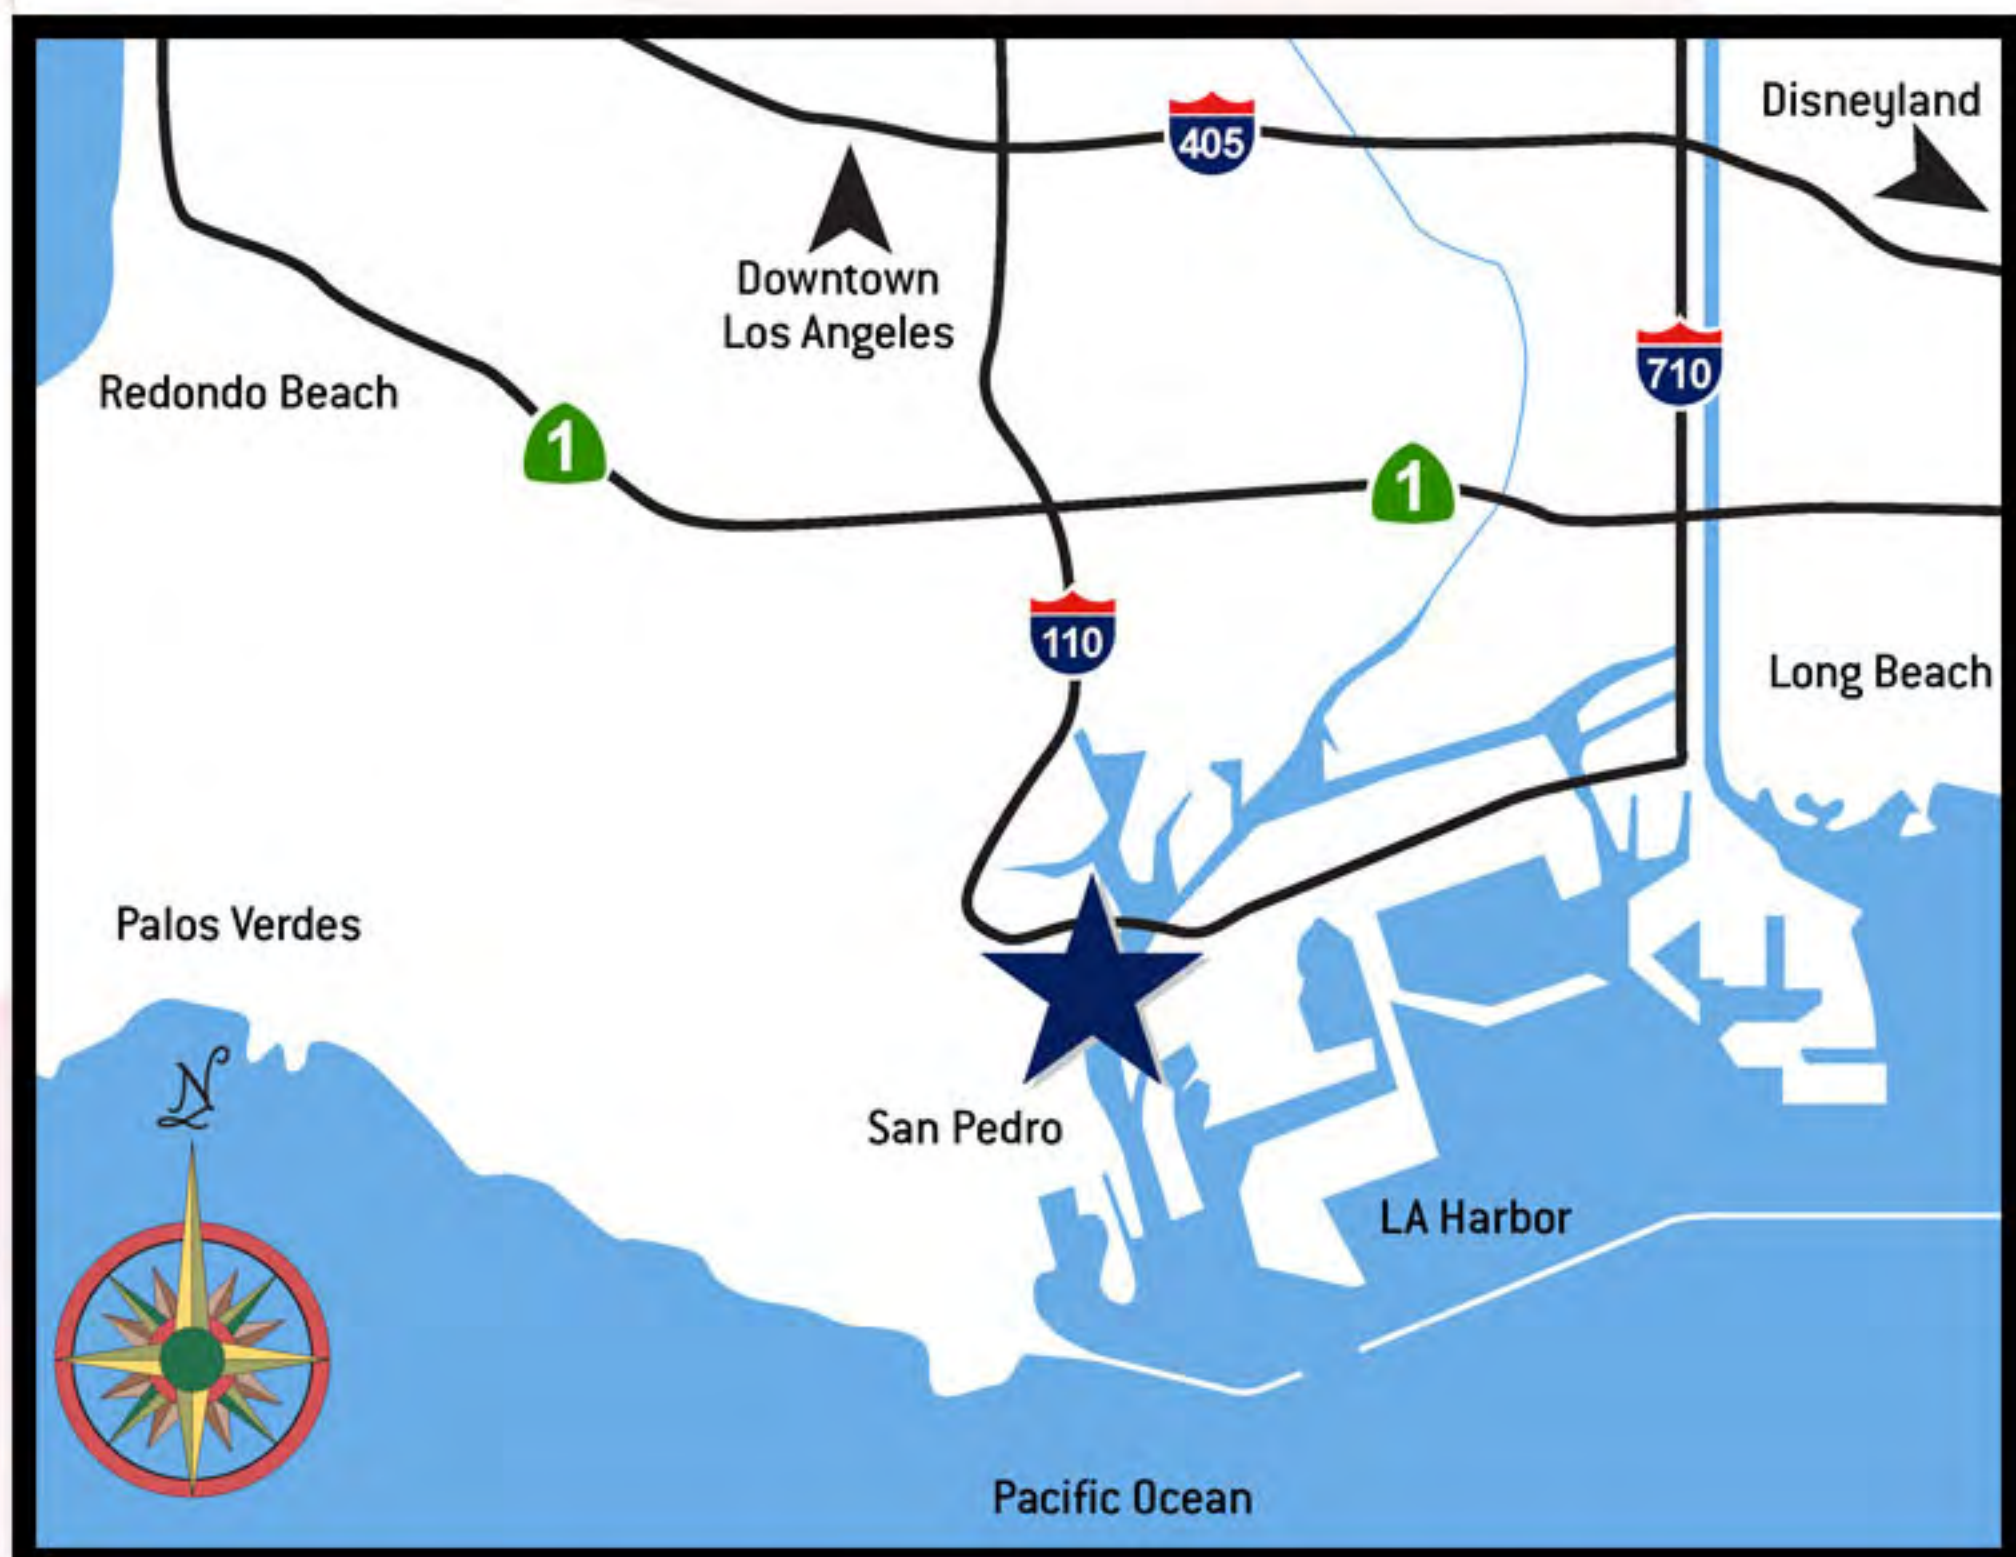 Disneyland
405
Downtown
Los Angeles
710
Redondo Beach
1
1
110
Long Beach
Palos Verdes
N
San Pedro
LA Harbor
Pacific Ocean